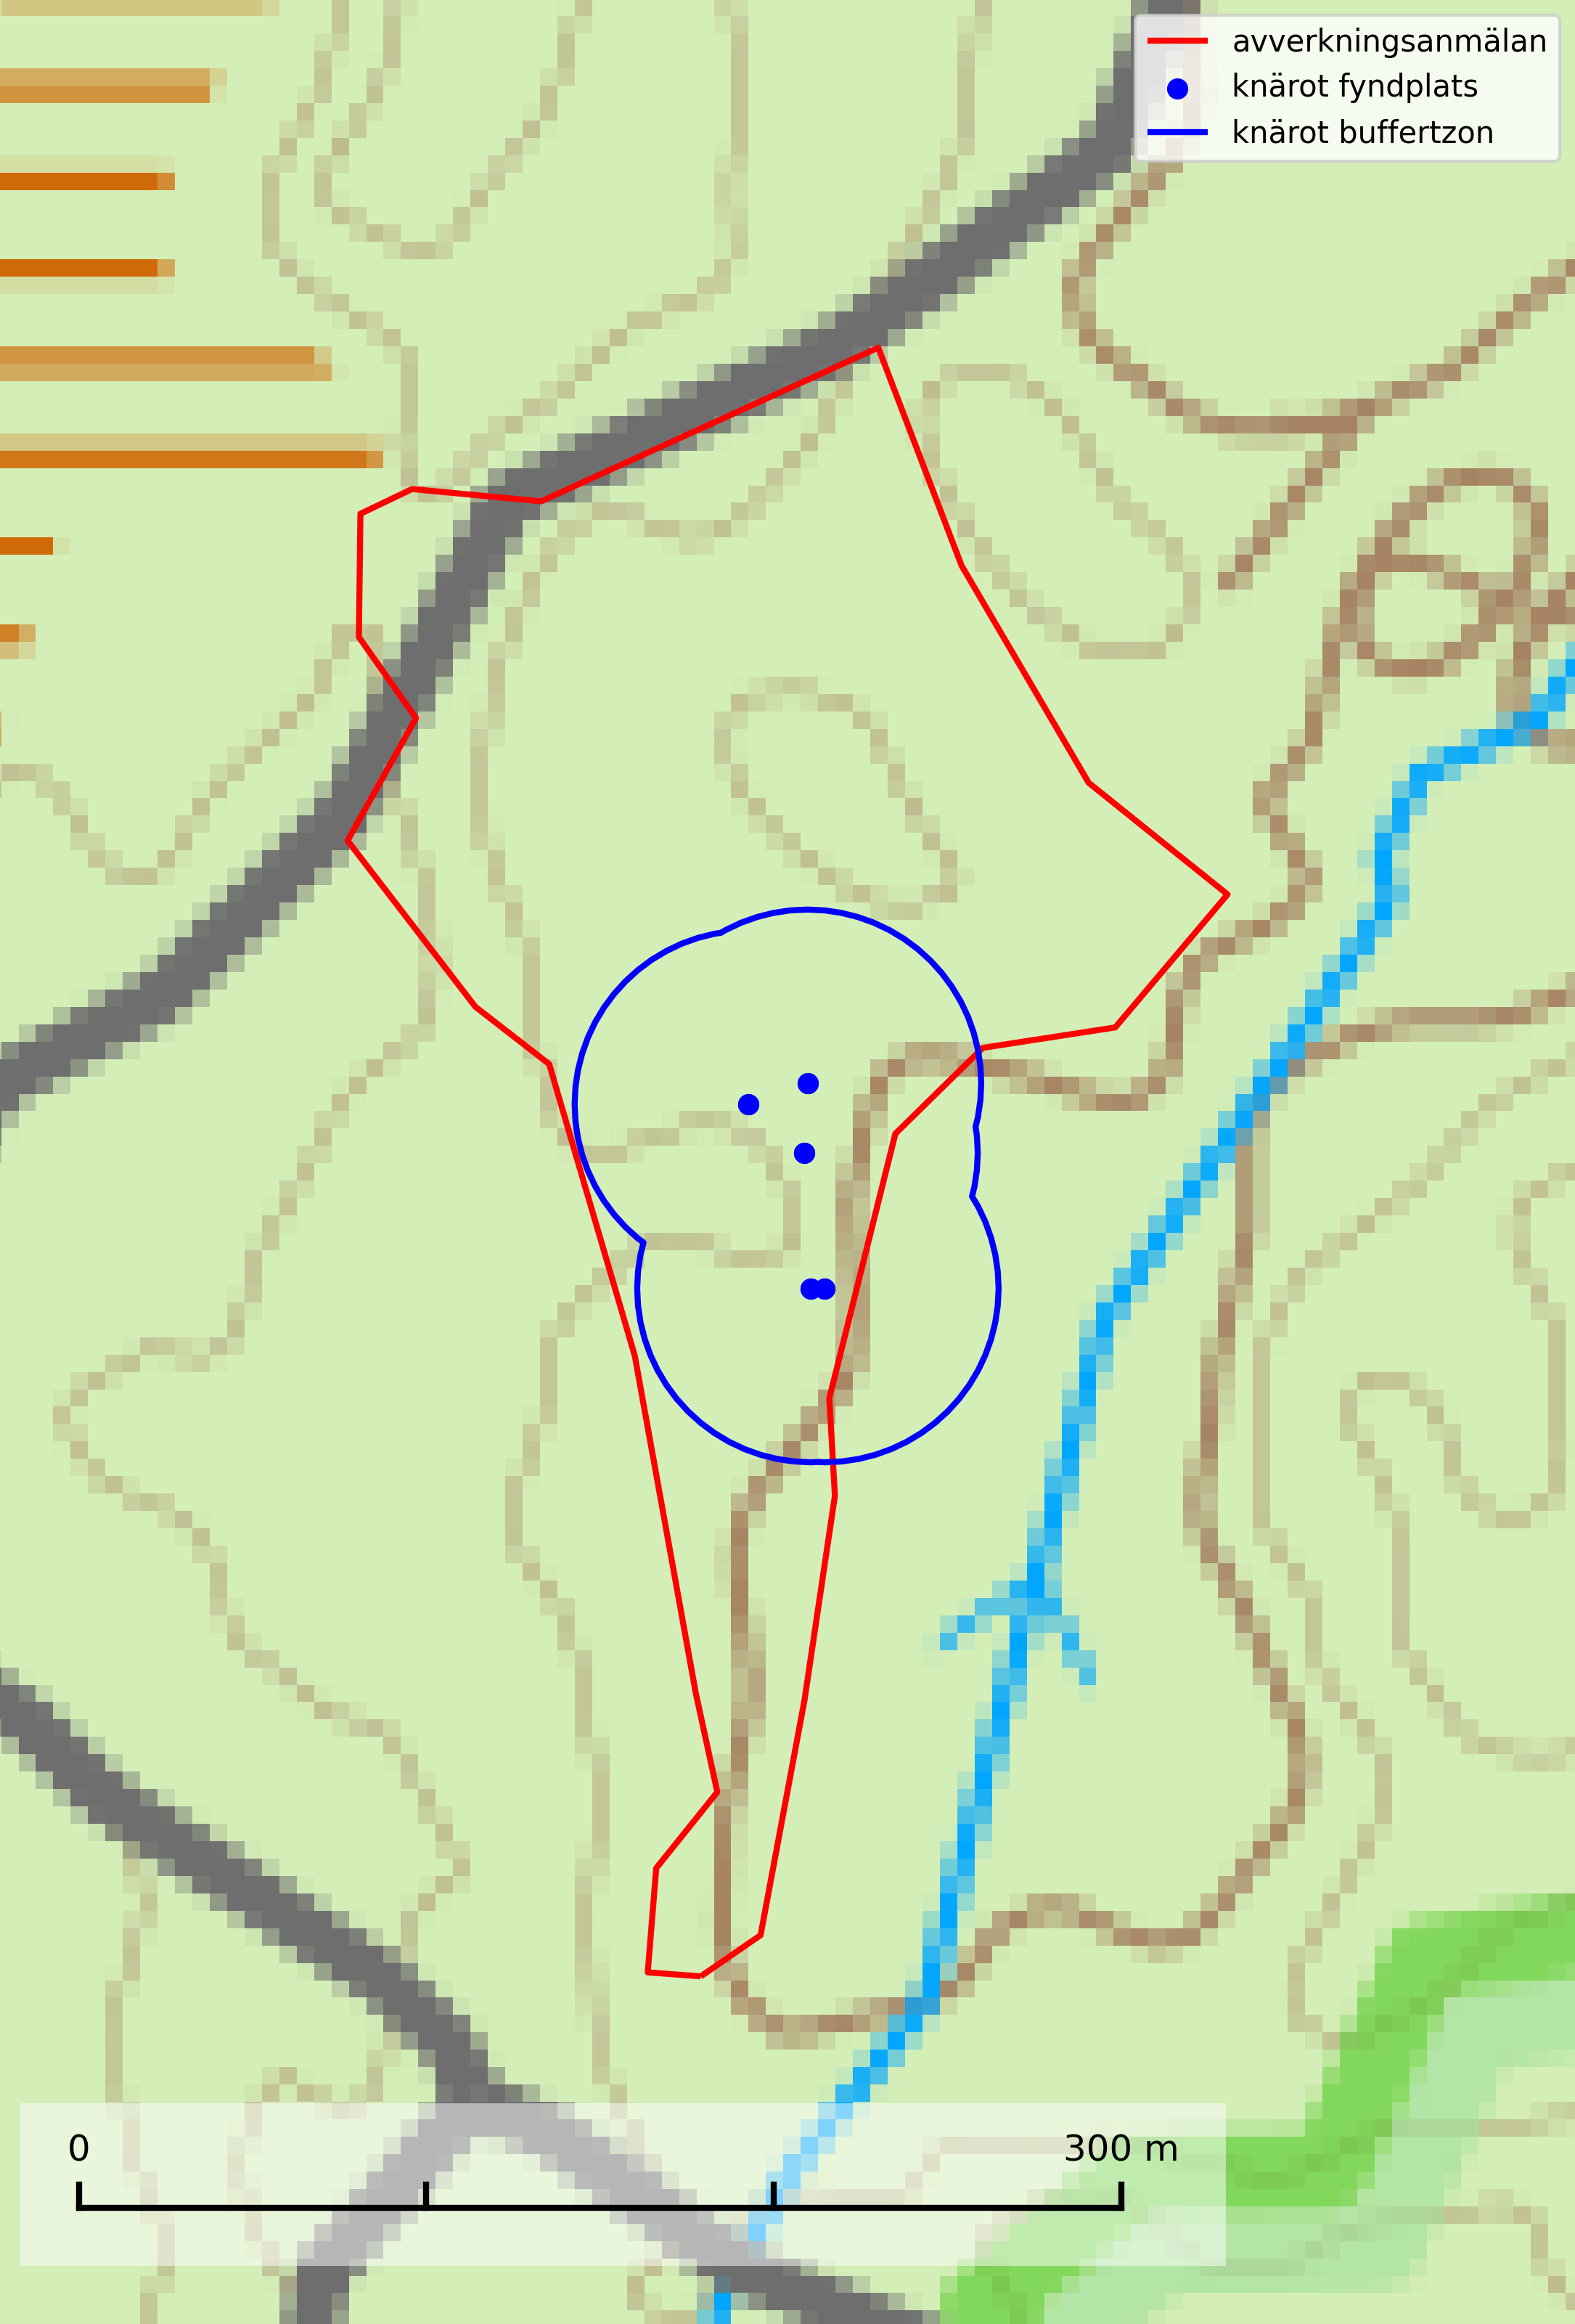 avverkningsanmälan
knärot fyndplats
knärot buffertzon
0
300 m